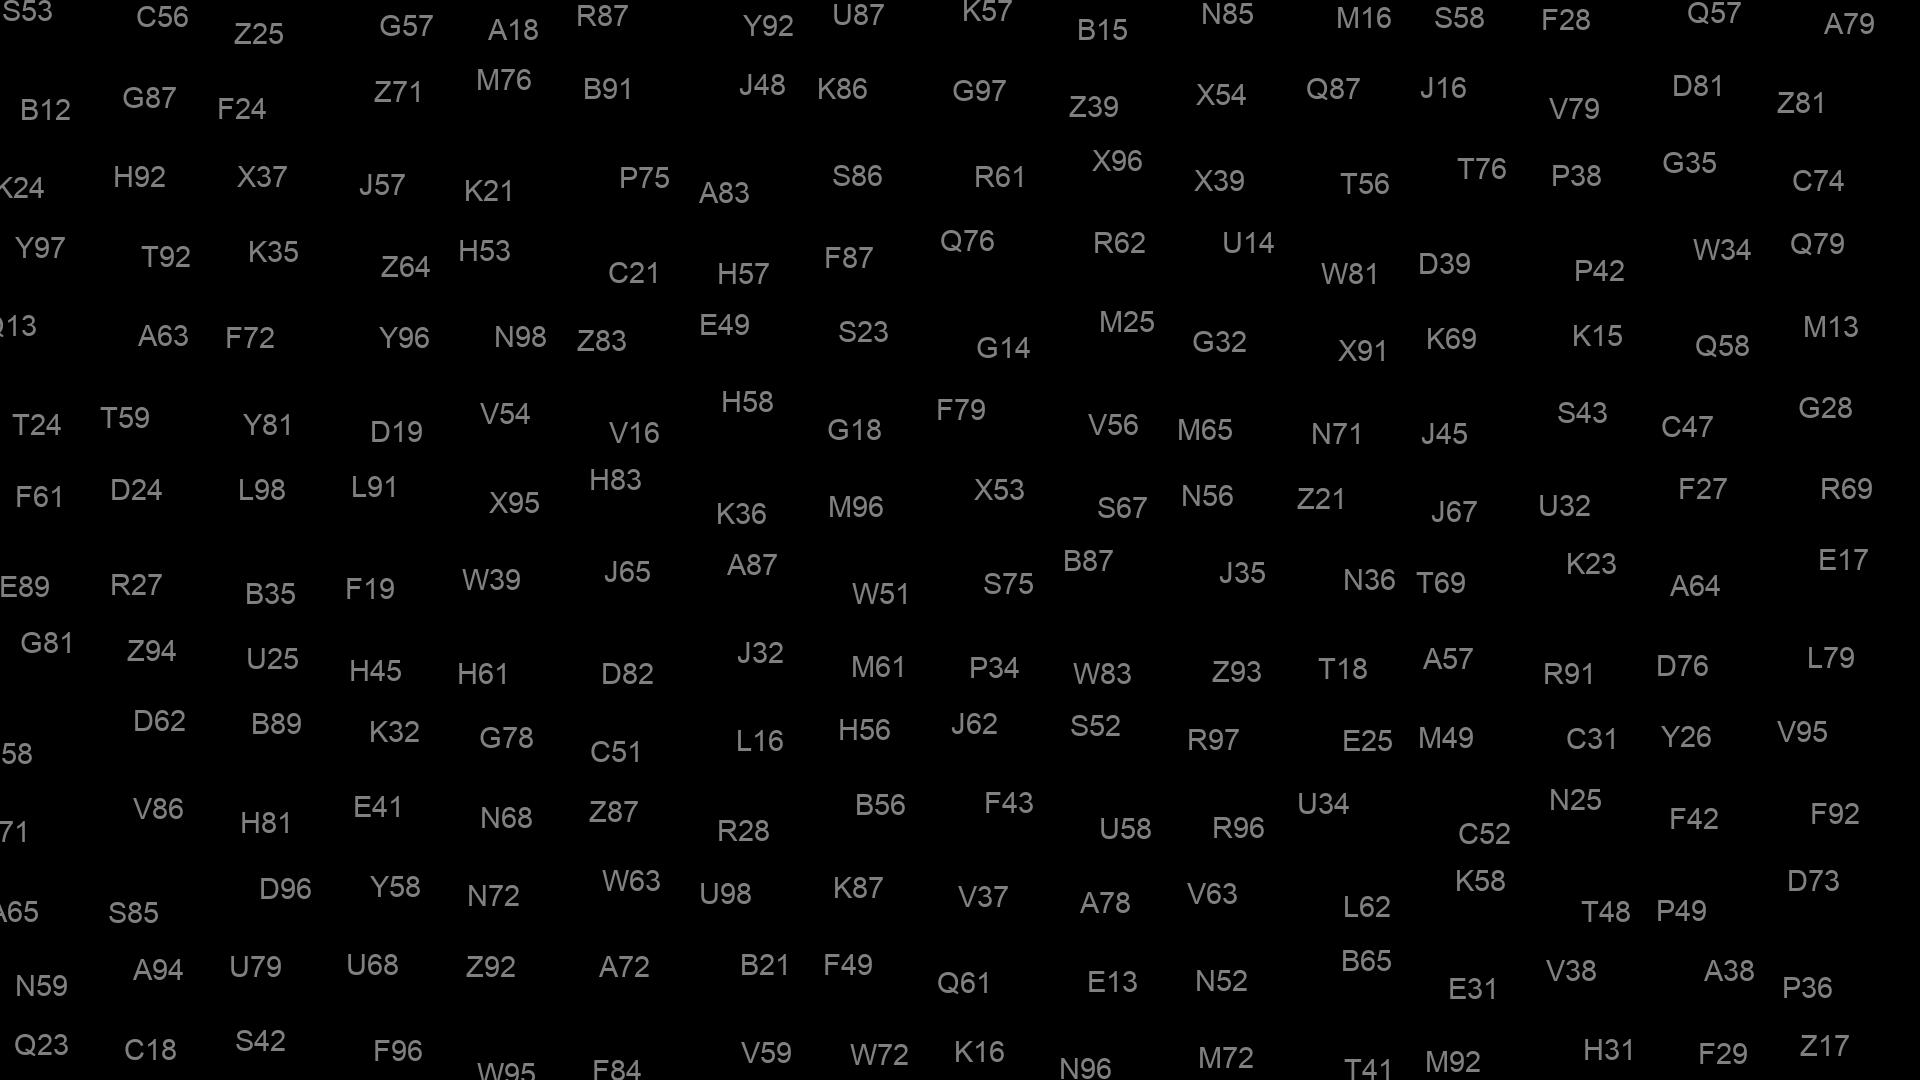 S53 C56 Z25 G57 A18 R87 Y92 U87 K57 B15 N85 M16 S58 F28 Q57 A79
B12 G87 F24 Z71 M76 B91 J48 K86 G97 Z39 X54 Q87 J16 V79 D81 Z81
K24 H92 X37 J57 K21 P75 A83 S86 R61 X96 X39 T56 T76 P38 G35 C74
Y97 T92 K35 Z64 H53 C21 H57 F87 Q76 R62 U14 W81 D39 P42 W34 Q79
Q13 A63 F72 Y96 N98 Z83 E49 S23 G14 M25 G32 X91 K69 K15 Q58 M13
T24 T59 Y81 D19 V54 V16 H58 G18 F79 V56 M65 N71 J45 S43 C47 G28
F61 D24 L98 L91 X95 H83 K36 M96 X53 S67 N56 Z21 J67 U32 F27 R69
E89 R27 B35 F19 W39 J65 A87 W51 S75 B87 J35 N36 T69 K23 A64 E17
G81 Z94 U25 H45 H61 D82 J32 M61 P34 W83 Z93 T18 A57 R91 D76 L79
58 D62 B89 K32 G78 C51 L16 H56 J62 S52 R97 E25 M49 C31 Y26 V95
71 V86 H81 E41 N68 Z87 R28 B56 F43 U58 R96 U34 C52 N25 F42 F92
A65 S85 D96 Y58 N72 W63 U98 K87 V37 A78 V63 L62 K58 T48 P49 D73
N59 A94 U79 U68 Z92 A72 B21 F49 Q61 E13 N52 B65 E31 V38 A38 P36
Q23 C18 S42 F96 W95 F84 V59 W72 K16 N96 M72 T41 M92 H31 F29 Z17